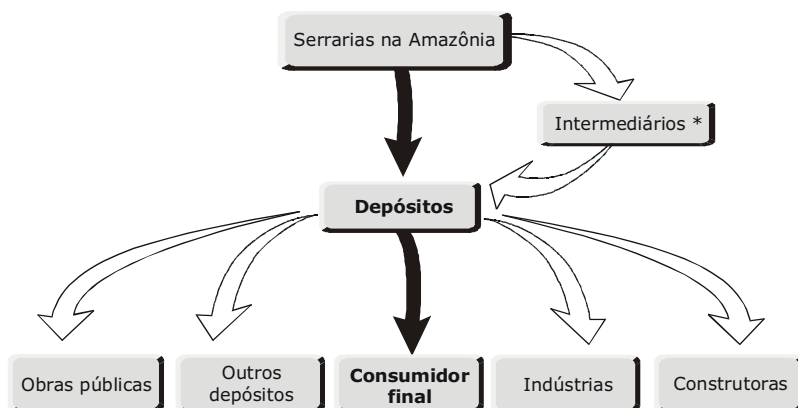 Serrarias na Amazônia
Intermediários *
Depósitos
Obras públicas
Outros
depósitos
Consumidor
final
Indústrias
Construtoras